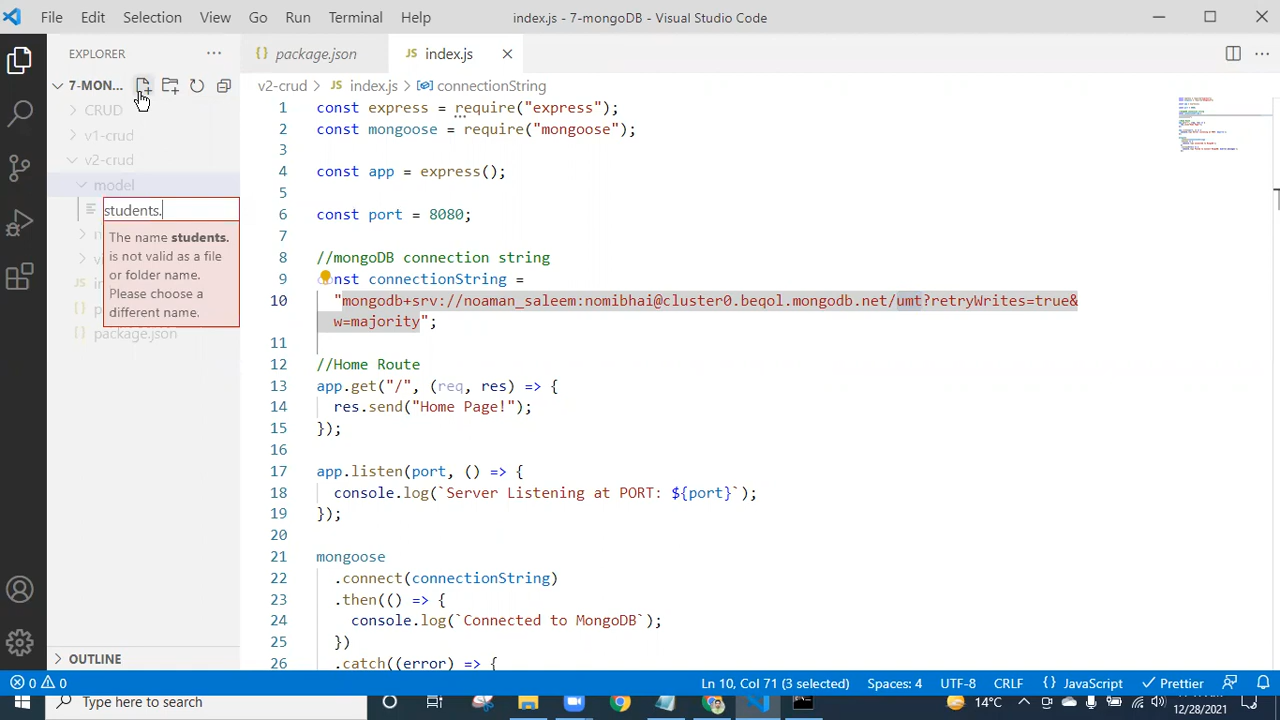 File Edit Selection View Go Run Terminal Help index.js - 7-mongoDB - Visual Studio Code
EXPLORER ...
package.json
index.js
7-MON...
v2-crud > index.js > connectionString
CRUD
v1-crud
v2-crud
model
students.
The name students.
is not valid as a file
or folder name.
Please choose a
different name.
package.json
1 const express = require("express");
2 const mongoose = require("mongoose");
3
4 const app = express();
5
6 const port = 8080;
7
8 //mongoDB connection string
9 onst connectionString =
10 "mongodb+srv://noaman_saleem:nomibhai@cluster0.beqol.mongodb.net/umt?retryWrites=true&
w=majority";
11
12 //Home Route
13 app.get("/", (req, res) => {
14 res.send("Home Page!");
15 });
16
17 app.listen(port, () => {
18 console.log(`Server Listening at PORT: ${port}`);
19 });
20
21 mongoose
22 .connect(connectionString)
23 .then(() => {
24 console.log(`Connected to MongoDB`);
25 })
26 .catch((error) => {
OUTLINE
0 0 Ln 10, Col 71 (3 selected) Spaces: 4 UTF-8 CRLF {} JavaScript Prettier
Type here to search
14°C
12/28/2021